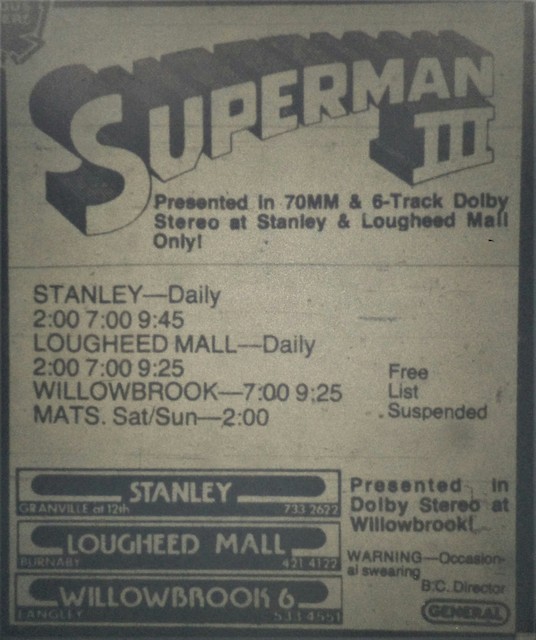 SUPERMAN
III
Presented in 70MM & 6-Track Dolby
Stereo at Stanley & Lougheed Mall
Only!
STANLEY—Daily
2:00 7:00 9:45
LOUGHEED MALL—Daily
2:00 7:00 9:25
WILLOWBROOK—7:00 9:25
MATS. Sat/Sun—2:00
Free
List
Suspended
STANLEY
GRANVILLE at 12th 733 2622
LOUGHEED MALL
BURNABY 421 4122
WILLOWBROOK 6
LANGLEY 533 4551
Presented in
Dolby Stereo at
Willowbrook!
WARNING—Occasion-
al swearing
B.C. Director
GENERAL